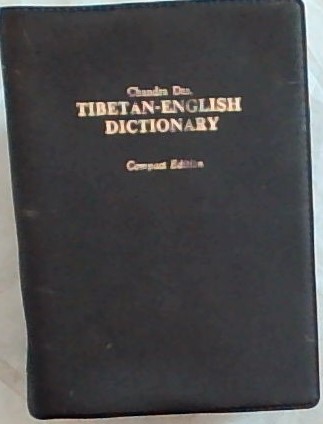 Chandra Das.
TIBETAN-ENGLISH
DICTIONARY
Compact Edition